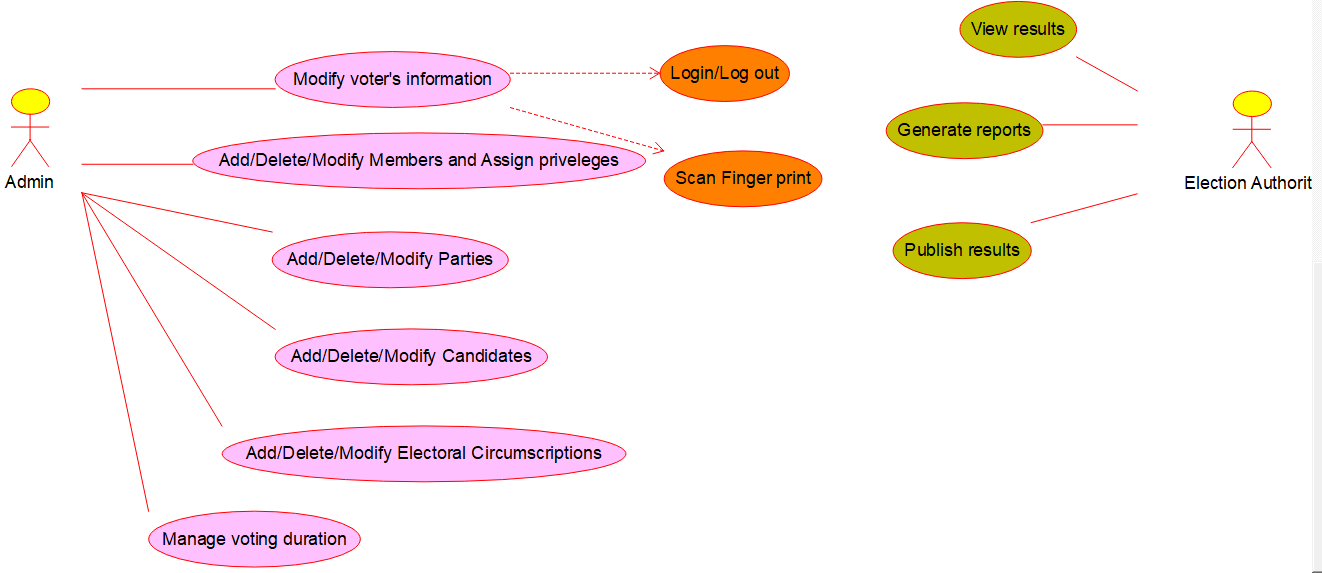 View results
Modify voter's information
Login/Log out
Generate reports
Add/Delete/Modify Members and Assign priveleges
Scan Finger print
Admin
Election Authorit
Publish results
Add/Delete/Modify Parties
Add/Delete/Modify Candidates
Add/Delete/Modify Electoral Circumscriptions
Manage voting duration